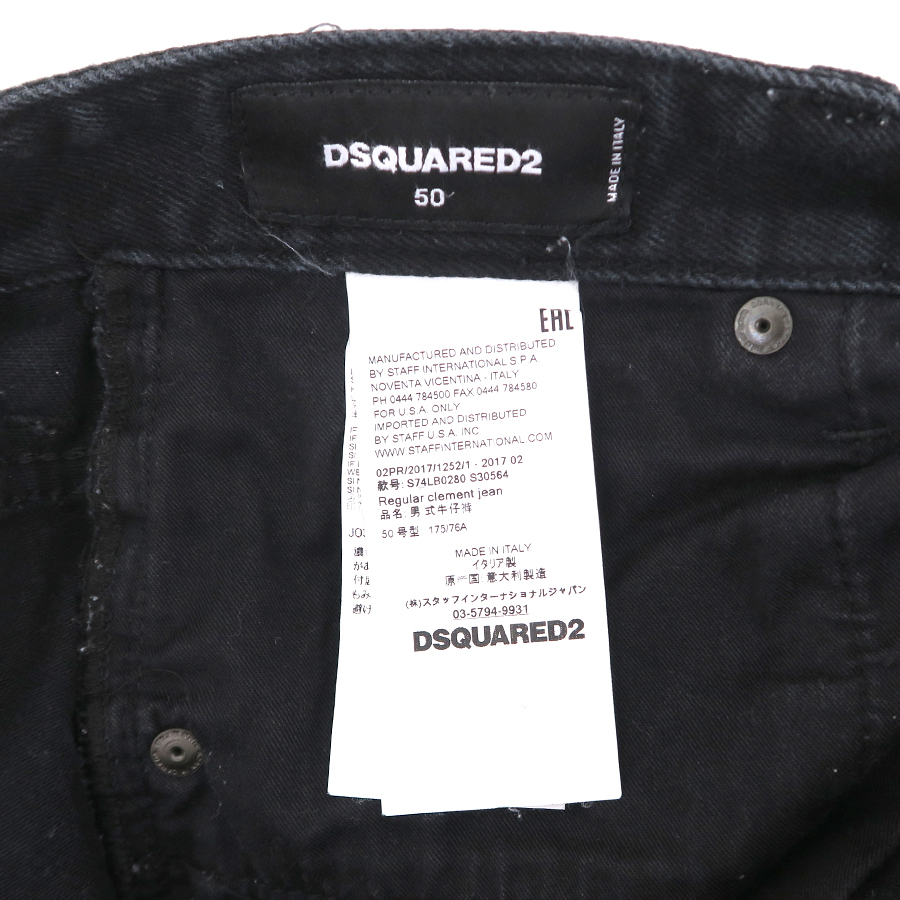 DSQUARED2
50
MADE IN ITALY
EAC
MANUFACTURED AND DISTRIBUTED
BY STAFF INTERNATIONAL S P A
NOVENTA VICENTINA - ITALY
PH 0444 784500 FAX 0444 784580
FOR U.S.A. ONLY
IMPORTED AND DISTRIBUTED
BY STAFF U.S.A. INC
WWW.STAFFINTERNATIONAL.COM
02PR/2017/1252/1 - 2017 02
款号: S74LB0280 S30564
Regular clement jean
品名: 男式牛仔裤
50 号型 175/76A
MADE IN ITALY
イタリア製
原产国: 意大利製造
(株)スタッフインターナショナルジャパン
03-5794-9931
DSQUARED2